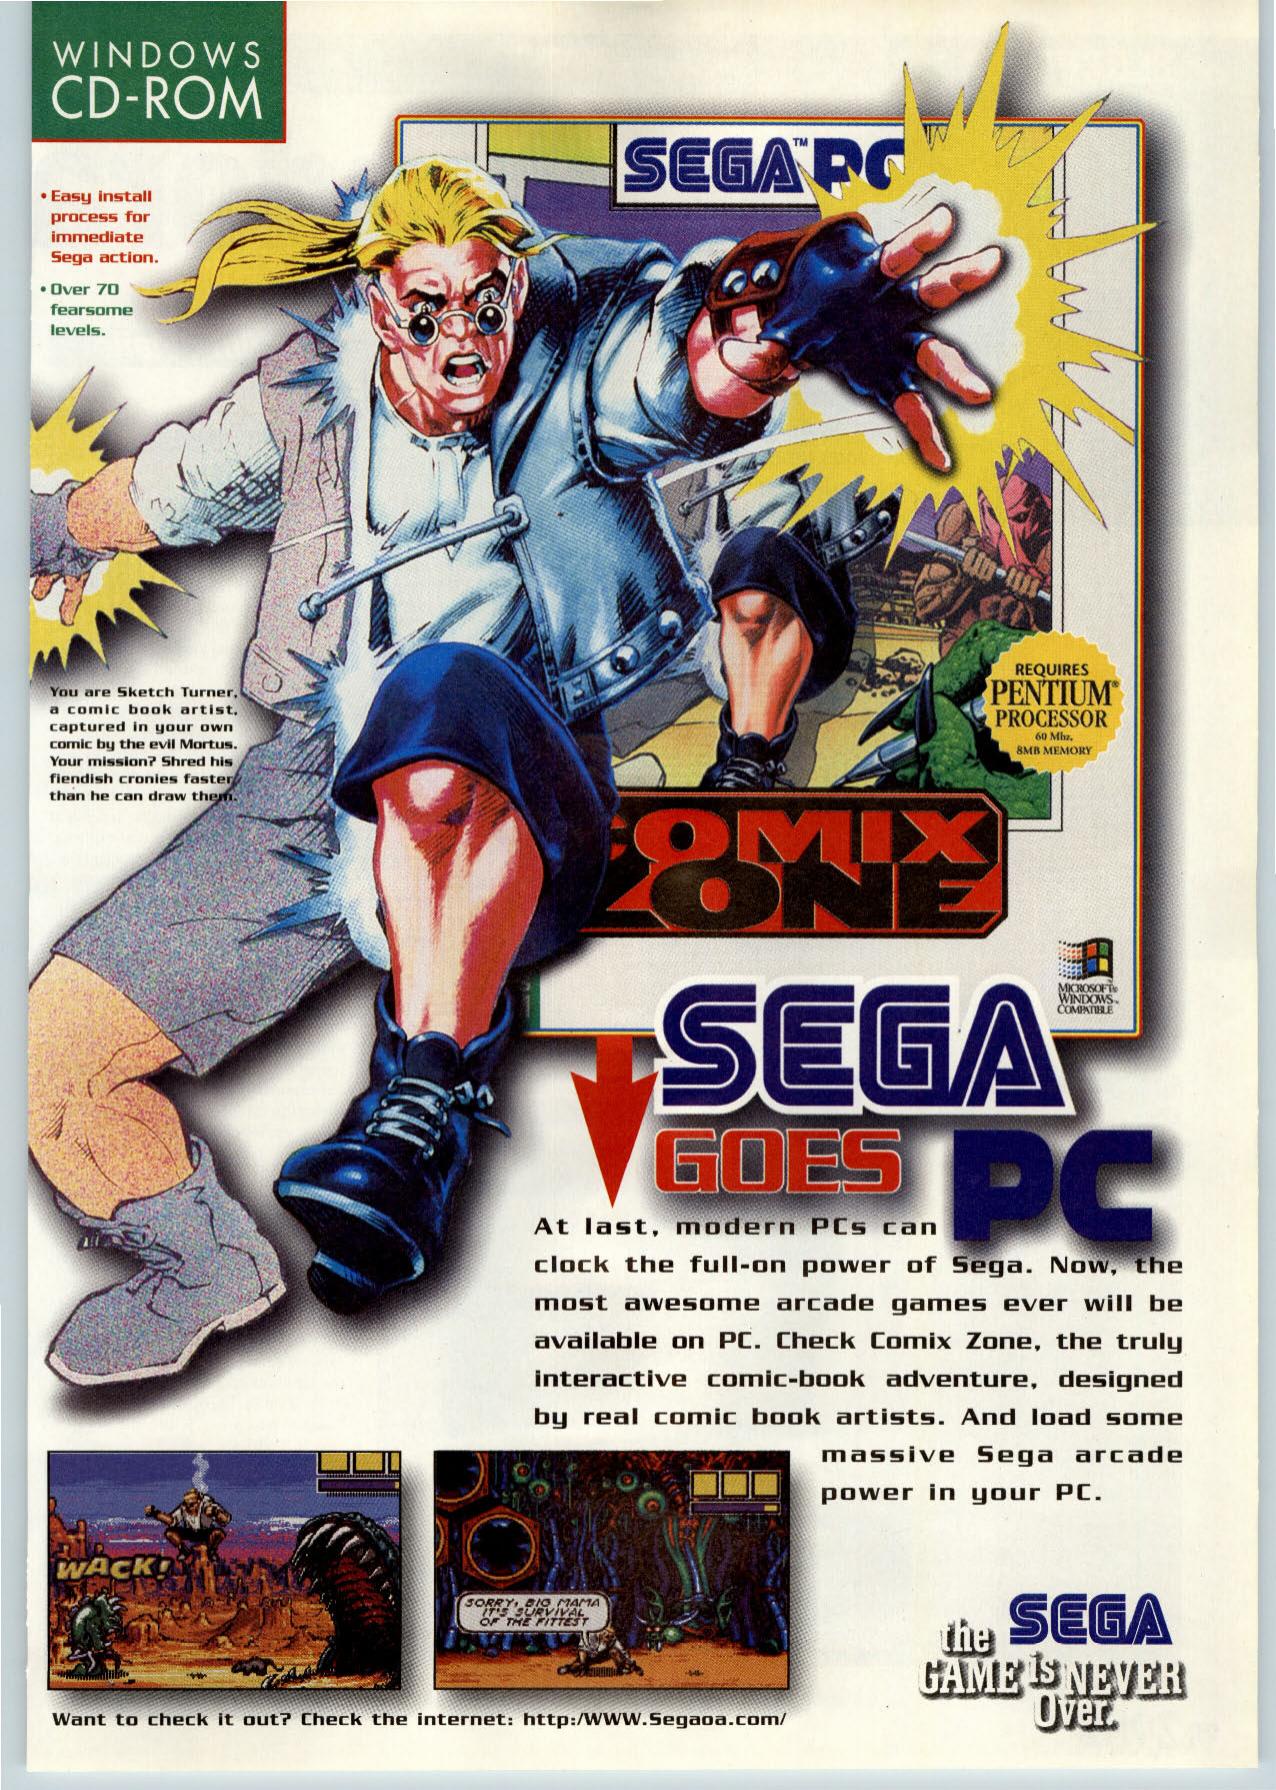 WINDOWS
CD-ROM
• Easy install
process for
immediate
Sega action.
• Over 70
fearsome
levels.
SEGA™ PC
REQUIRES
PENTIUM®
PROCESSOR
60 Mhz,
8MB MEMORY
You are Sketch Turner,
a comic book artist,
captured in your own
comic by the evil Mortus.
Your mission? Shred his
fiendish cronies faster
than he can draw them.
COMIX
ZONE
MICROSOFT®
WINDOWS™
COMPATIBLE
SEGA
GOES PC
At last, modern PCs can
clock the full-on power of Sega. Now, the
most awesome arcade games ever will be
available on PC. Check Comix Zone, the truly
interactive comic-book adventure, designed
by real comic book artists. And load some
massive Sega arcade
power in your PC.
WACK!
SORRY, BIG MAMA
IT'S SURVIVAL
OF THE FITTEST
Want to check it out? Check the internet: http:/WWW.Segaoa.com/
SEGA
the
GAME is NEVER
Over.